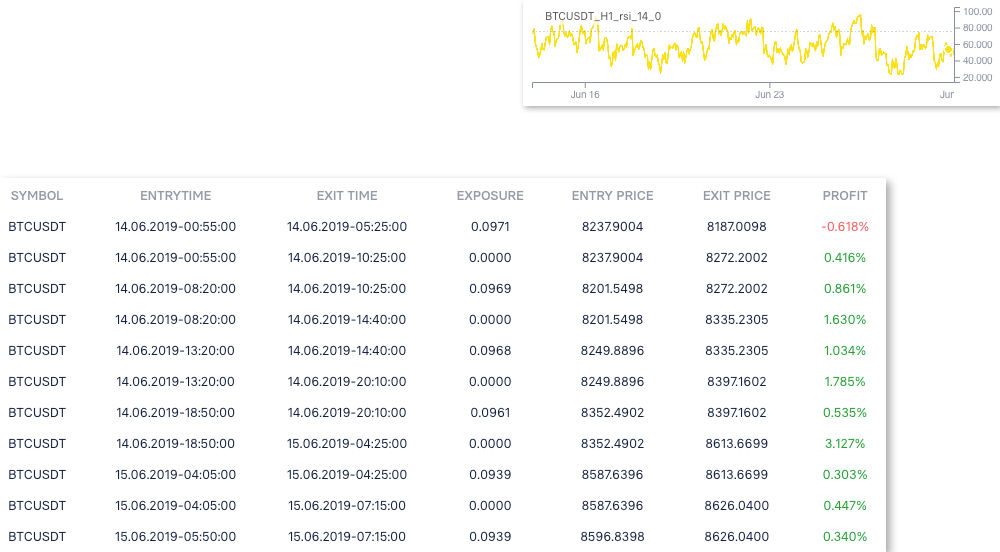 BTCUSDT_H1_rsi_14_0
100.00
80.000
60.000
40.000
20.000
Jun 16 Jun 23 Jur
SYMBOL ENTRYTIME EXIT TIME EXPOSURE ENTRY PRICE EXIT PRICE PROFIT
BTCUSDT 14.06.2019-00:55:00 14.06.2019-05:25:00 0.0971 8237.9004 8187.0098 -0.618%
BTCUSDT 14.06.2019-00:55:00 14.06.2019-10:25:00 0.0000 8237.9004 8272.2002 0.416%
BTCUSDT 14.06.2019-08:20:00 14.06.2019-10:25:00 0.0969 8201.5498 8272.2002 0.861%
BTCUSDT 14.06.2019-08:20:00 14.06.2019-14:40:00 0.0000 8201.5498 8335.2305 1.630%
BTCUSDT 14.06.2019-13:20:00 14.06.2019-14:40:00 0.0968 8249.8896 8335.2305 1.034%
BTCUSDT 14.06.2019-13:20:00 14.06.2019-20:10:00 0.0000 8249.8896 8397.1602 1.785%
BTCUSDT 14.06.2019-18:50:00 14.06.2019-20:10:00 0.0961 8352.4902 8397.1602 0.535%
BTCUSDT 14.06.2019-18:50:00 15.06.2019-04:25:00 0.0000 8352.4902 8613.6699 3.127%
BTCUSDT 15.06.2019-04:05:00 15.06.2019-04:25:00 0.0939 8587.6396 8613.6699 0.303%
BTCUSDT 15.06.2019-04:05:00 15.06.2019-07:15:00 0.0000 8587.6396 8626.0400 0.447%
BTCUSDT 15.06.2019-05:50:00 15.06.2019-07:15:00 0.0939 8596.8398 8626.0400 0.340%